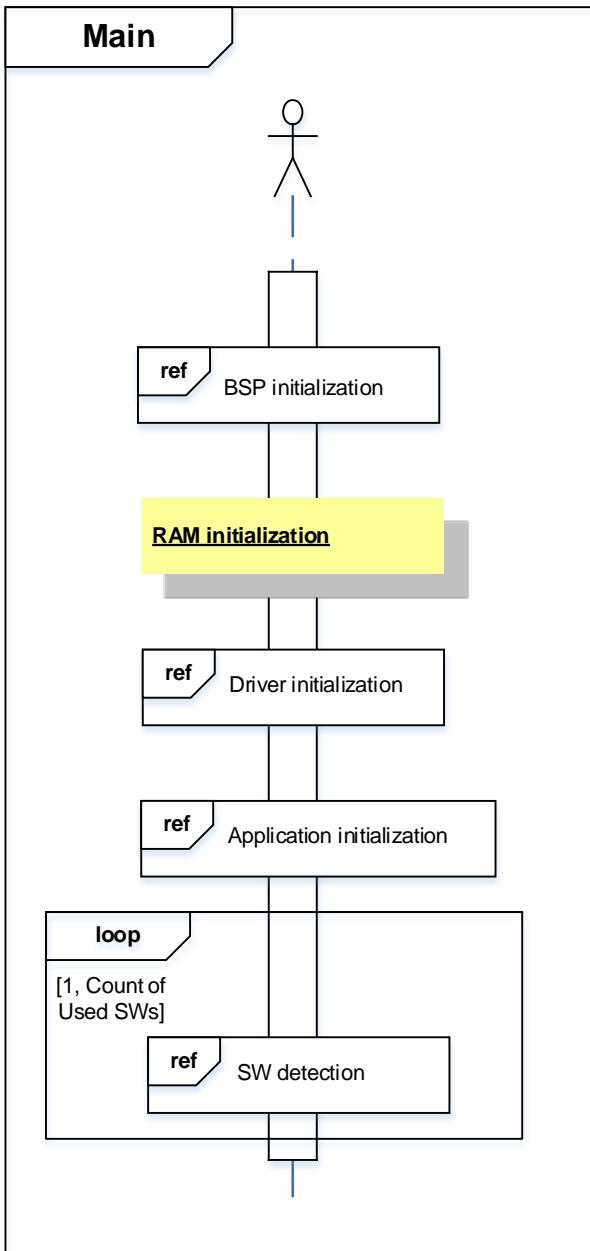 Main
ref
BSP initialization
RAM initialization
ref
Driver initialization
ref
Application initialization
loop
[1, Count of
Used SWs]
ref
SW detection